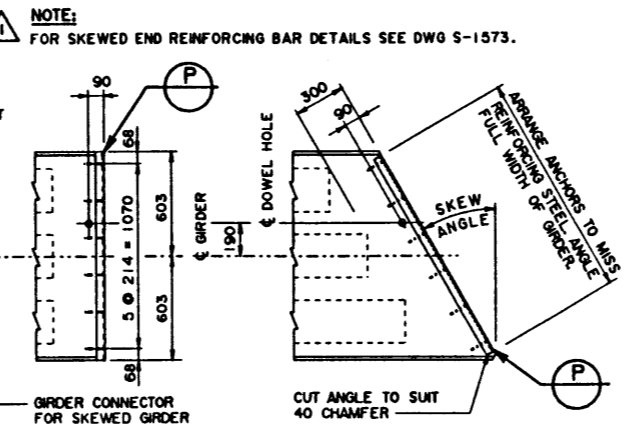 1
NOTE:
FOR SKEWED END REINFORCING BAR DETAILS SEE DWG S-1573.
90
P
68
5 @ 214 = 1070
68
603
603
℄ GIRDER
℄ DOWEL HOLE
190
300
90
SKEW
ANGLE
ARRANGE ANCHORS TO MISS
REINFORCING STEEL. ANGLE
FULL WIDTH OF GIRDER.
P
GIRDER CONNECTOR
FOR SKEWED GIRDER
CUT ANGLE TO SUIT
40 CHAMFER